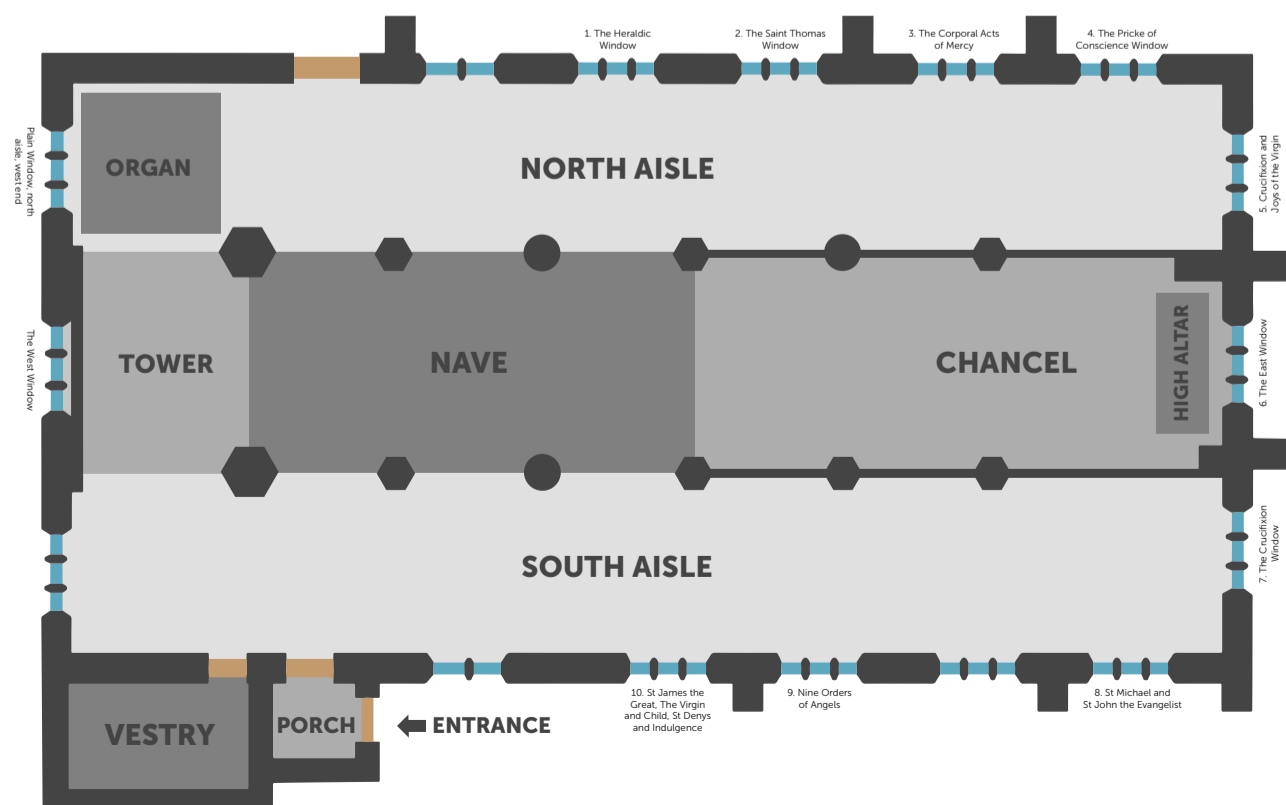 1. The Heraldic
Window
2. The Saint Thomas
Window
3. The Corporal Acts
of Mercy
4. The Pricke of
Conscience Window
Plain Window, north
aisle, west end
ORGAN
NORTH AISLE
5. Crucifixion and
Joys of the Virgin
The West Window
TOWER
NAVE
CHANCEL
HIGH ALTAR
6. The East Window
SOUTH AISLE
7. The Crucifixion
Window
VESTRY
PORCH
ENTRANCE
10. St James the
Great, The Virgin
and Child, St Denys
and Indulgence
9. Nine Orders
of Angels
8. St Michael and
St John the Evangelist